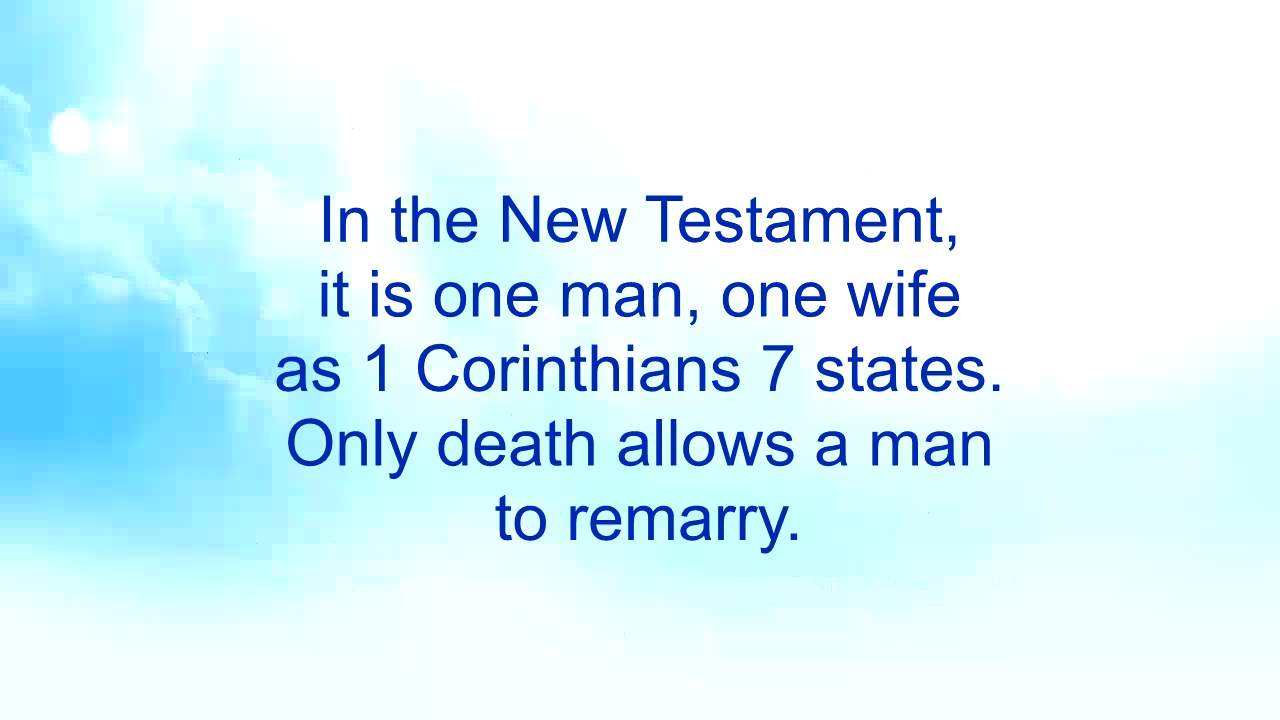 In the New Testament,
it is one man, one wife
as 1 Corinthians 7 states.
Only death allows a man
to remarry.